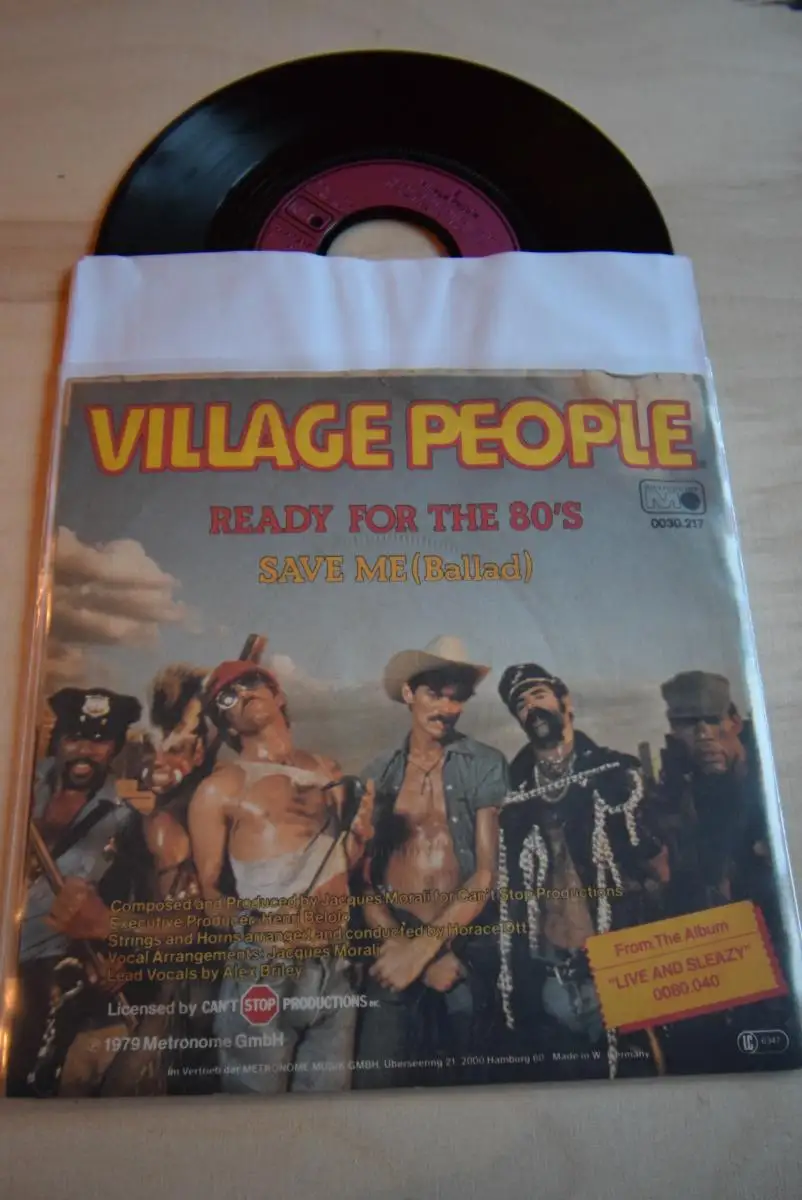 VILLAGE PEOPLE
READY FOR THE 80'S
0030.217
SAVE ME (Ballad)
Composed and Produced by Jacques Morali for Can't Stop Productions
Executive Producer: Henri Belolo
Strings and Horns arranged and conducted by Horace Ott
Vocal Arrangements: Jacques Morali
Lead Vocals by Alex Briley
From The Album
"LIVE AND SLEAZY"
0080.040
Licensed by CAN'T STOP PRODUCTIONS INC.
℗ 1979 Metronome GmbH
LC 6347
Im Vertrieb der METRONOME MUSIK GMBH, Überseering 21, 2000 Hamburg 60 Made in W. Germany